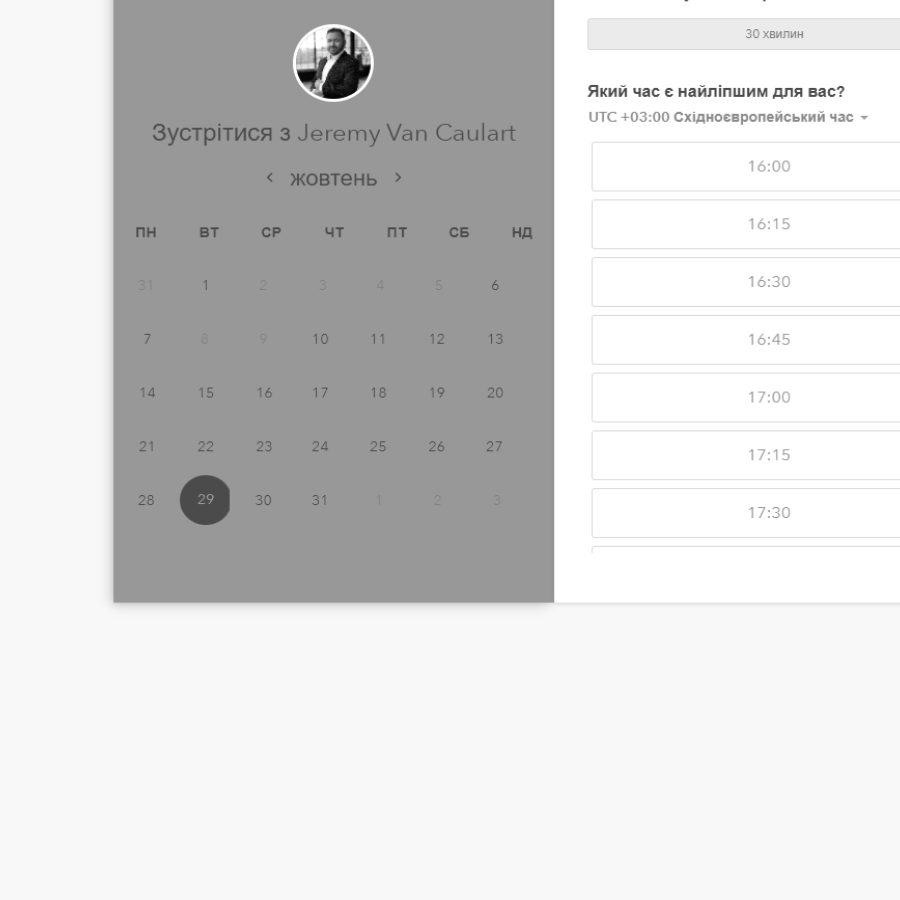 Зустрітися з Jeremy Van Caulart
жовтень
ПН ВТ СР ЧТ ПТ СБ НД
31 1 2 3 4 5 6
7 8 9 10 11 12 13
14 15 16 17 18 19 20
21 22 23 24 25 26 27
28 29 30 31 1 2 3
30 хвилин
Який час є найліпшим для вас?
UTC +03:00 Східноєвропейський час
16:00
16:15
16:30
16:45
17:00
17:15
17:30